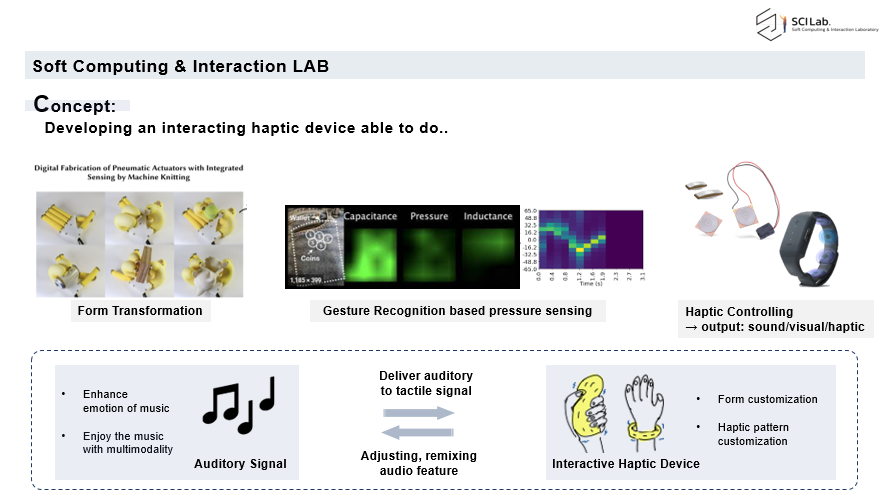 SCI Lab.
Soft Computing & Interaction Laboratory
Soft Computing & Interaction LAB
Concept:
Developing an interacting haptic device able to do..
Digital Fabrication of Pneumatic Actuators with Integrated
Sensing by Machine Knitting
Wallet
Coins
1,185 × 399
Capacitance
Pressure
Inductance
65.0
48.8
32.5
16.2
0.0
-16.2
-32.5
-48.8
-65.0
0.0
0.4
0.8
1.2
1.6
1.9
2.3
2.7
3.1
Time (s)
Form Transformation
Gesture Recognition based pressure sensing
Haptic Controlling
→ output: sound/visual/haptic
• Enhance
emotion of music
• Enjoy the music
with multimodality
Auditory Signal
Deliver auditory
to tactile signal
Adjusting, remixing
audio feature
Interactive Haptic Device
• Form customization
• Haptic pattern
customization